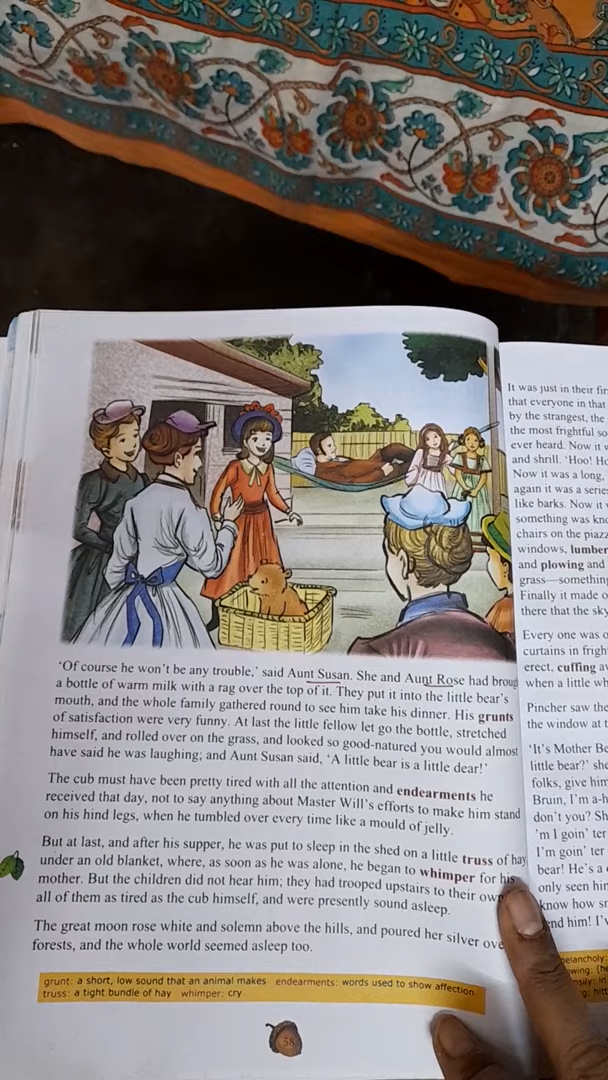 'Of course he won't be any trouble,' said Aunt Susan. She and Aunt Rose had
a bottle of warm milk with a rag over the top of it. They put it into the little bear's
mouth, and the whole family gathered round to see him take his dinner. His grunts
of satisfaction were very funny. At last the little fellow let go the bottle, stretched
himself, and rolled over on the grass, and looked so good-natured you would almost
have said he was laughing; and Aunt Susan said, 'A little bear is a little dear!'
The cub must have been pretty tired with all the attention and endearments he
received that day, not to say anything about Master Will's efforts to make him stand
on his hind legs, when he tumbled over every time like a mould of jelly.
But at last, and after his supper, he was put to sleep in the shed on a little truss of hay
under an old blanket, where, as soon as he was alone, he began to whimper for his
mother. But the children did not hear him; they had trooped upstairs to their own
all of them as tired as the cub himself, and were presently sound asleep.
The great moon rose white and solemn above the hills, and poured her silver
forests, and the whole world seemed asleep too.
grunt: a short, low sound that an animal makes endearments: words used to show affection
truss: a tight bundle of hay whimper: cry
58
It was just in their
that everyone in that
by the strangest, the
the most frightful
ever heard. Now it
and shrill. 'Hoo!
Now it was a long,
again it was a
like barks. Now it
something was
chairs on the
windows,
and plowing and
grass—somethin
Finally it made
there that the
Every one was
curtains in
erect, cuffing
when a little
Pincher saw the
the window at
'It's Mother
little bear?'
folks, give him
Bruin, I'm
don't you?
'm I goin' ter
I'm goin' ter
bear! He's a
only seen him
know how
him!